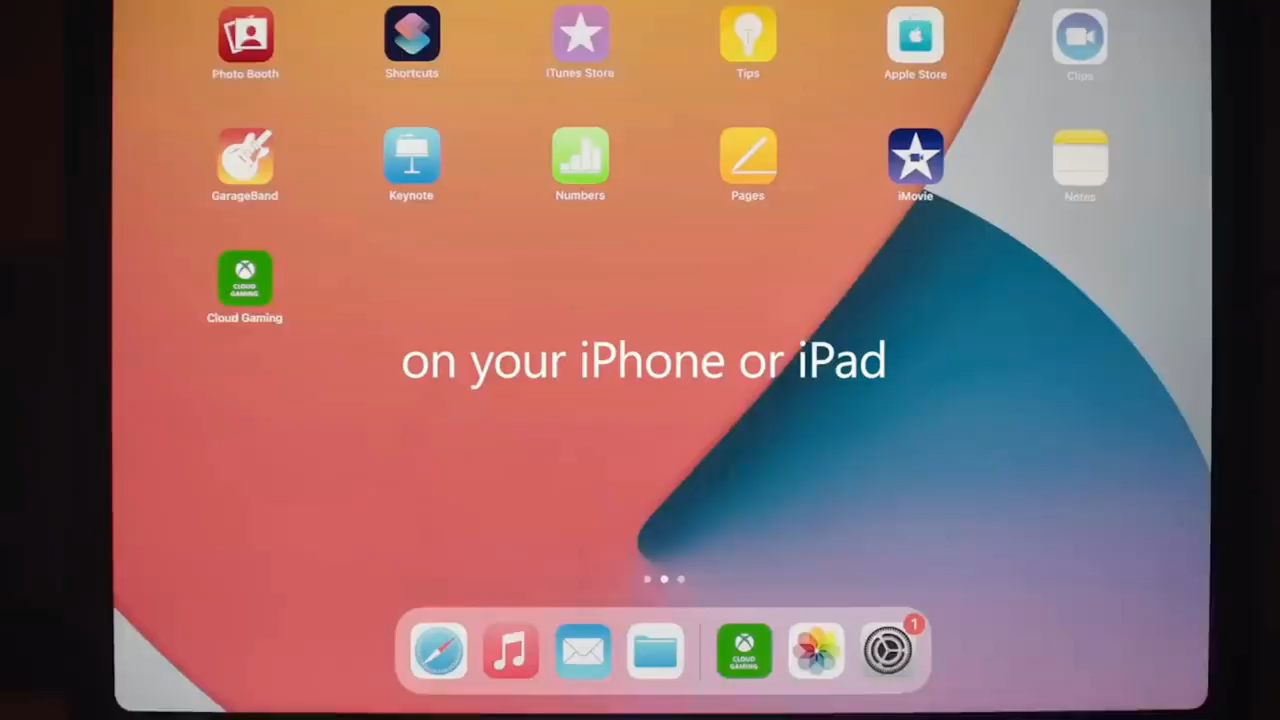 Photo Booth
Shortcuts
iTunes Store
Tips
Apple Store
Clips
GarageBand
Keynote
Numbers
Pages
iMovie
Notes
CLOUD
GAMING
Cloud Gaming
on your iPhone or iPad
CLOUD
GAMING
1